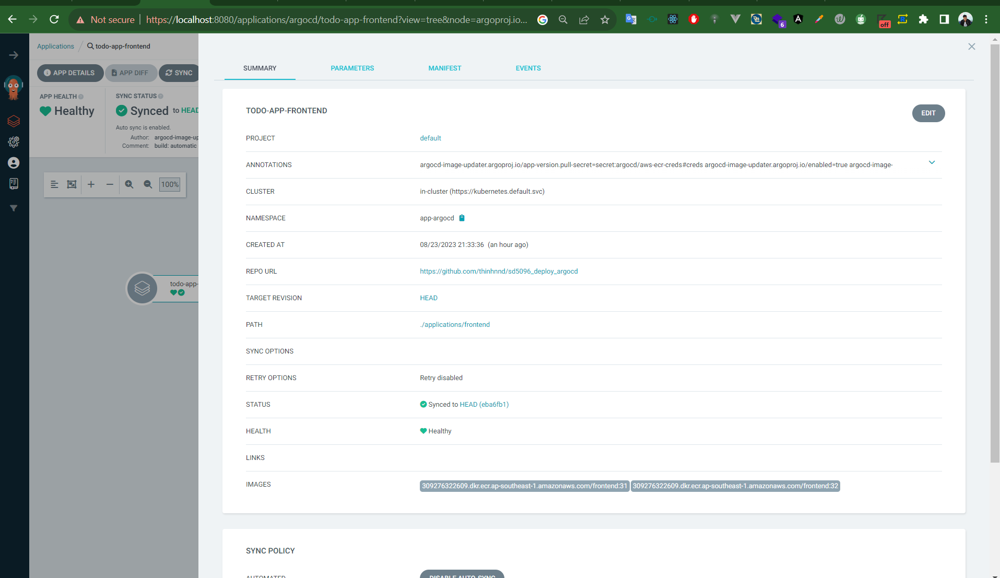 Not secure | https://localhost:8080/applications/argocd/todo-app-frontend?view=tree&node=argoproj.io...
6
off
Applications / todo-app-frontend
APP DETAILS APP DIFF SYNC
APP HEALTH
Healthy
SYNC STATUS
Synced to HEAD
Auto sync is enabled.
Author: argocd-image-up
Comment: build: automatic
100%
todo-app-
SUMMARY PARAMETERS MANIFEST EVENTS
TODO-APP-FRONTEND
EDIT
PROJECT default
ANNOTATIONS argocd-image-updater.argoproj.io/app-version.pull-secret=secret:argocd/aws-ecr-creds#creds argocd-image-updater.argoproj.io/enabled=true argocd-image-
CLUSTER in-cluster (https://kubernetes.default.svc)
NAMESPACE app-argocd
CREATED AT 08/23/2023 21:33:36 (an hour ago)
REPO URL https://github.com/thinhnnd/sd5096_deploy_argocd
TARGET REVISION HEAD
PATH ./applications/frontend
SYNC OPTIONS
RETRY OPTIONS Retry disabled
STATUS Synced to HEAD (eba6fb1)
HEALTH Healthy
LINKS
IMAGES 309276322609.dkr.ecr.ap-southeast-1.amazonaws.com/frontend:31 309276322609.dkr.ecr.ap-southeast-1.amazonaws.com/frontend:32
SYNC POLICY
AUTOMATED DISABLE AUTO-SYNC